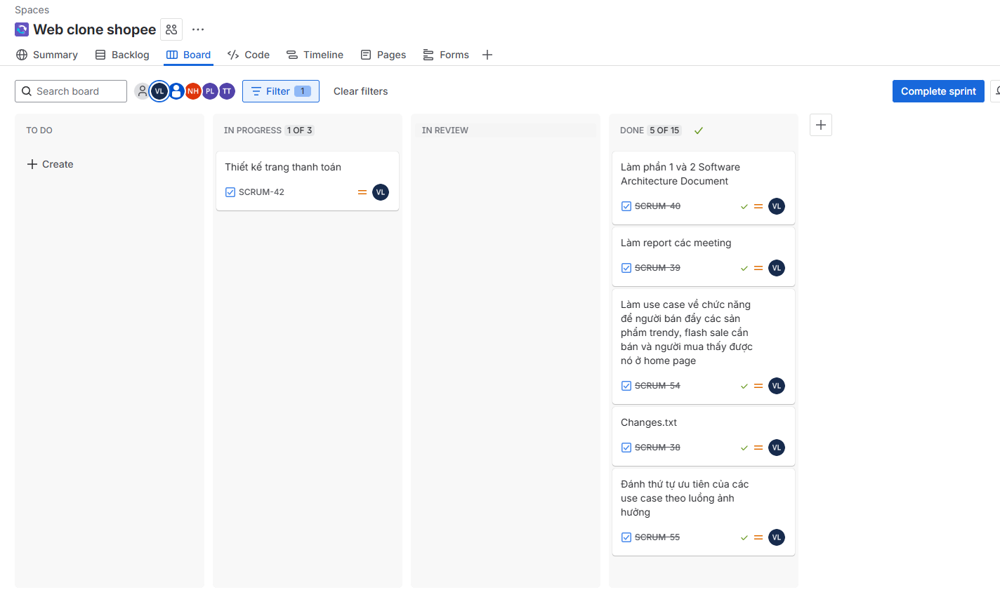 Spaces
Web clone shopee
Summary Backlog Board Code Timeline Pages Forms
Search board VL NH PL TT Filter 1 Clear filters Complete sprint
TO DO
Create
IN PROGRESS 1 OF 3
Thiết kế trang thanh toán
SCRUM-42 VL
IN REVIEW
DONE 5 OF 15
Làm phần 1 và 2 Software
Architecture Document
SCRUM-40 VL
Làm report các meeting
SCRUM-39 VL
Làm use case về chức năng
để người bán đẩy các sản
phẩm trendy, flash sale cần
bán và người mua thấy được
nó ở home page
SCRUM-54 VL
Changes.txt
SCRUM-38 VL
Đánh thứ tự ưu tiên của các
use case theo luồng ảnh
hưởng
SCRUM-55 VL